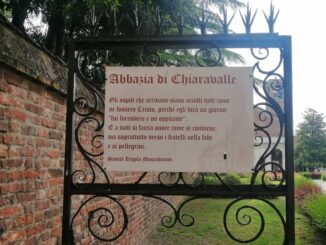 Abbazia di Chiaravalle
Gli ospiti che arrivano siano accolti tutti come
se fossero Cristo, poiché egli dirà un giorno:
"fui forestiero e mi ospitaste".
E a tutti si faccia onore come si conviene,
ma soprattutto verso i fratelli nella fede
e ai pellegrini.
Sancta Regula Monachorum